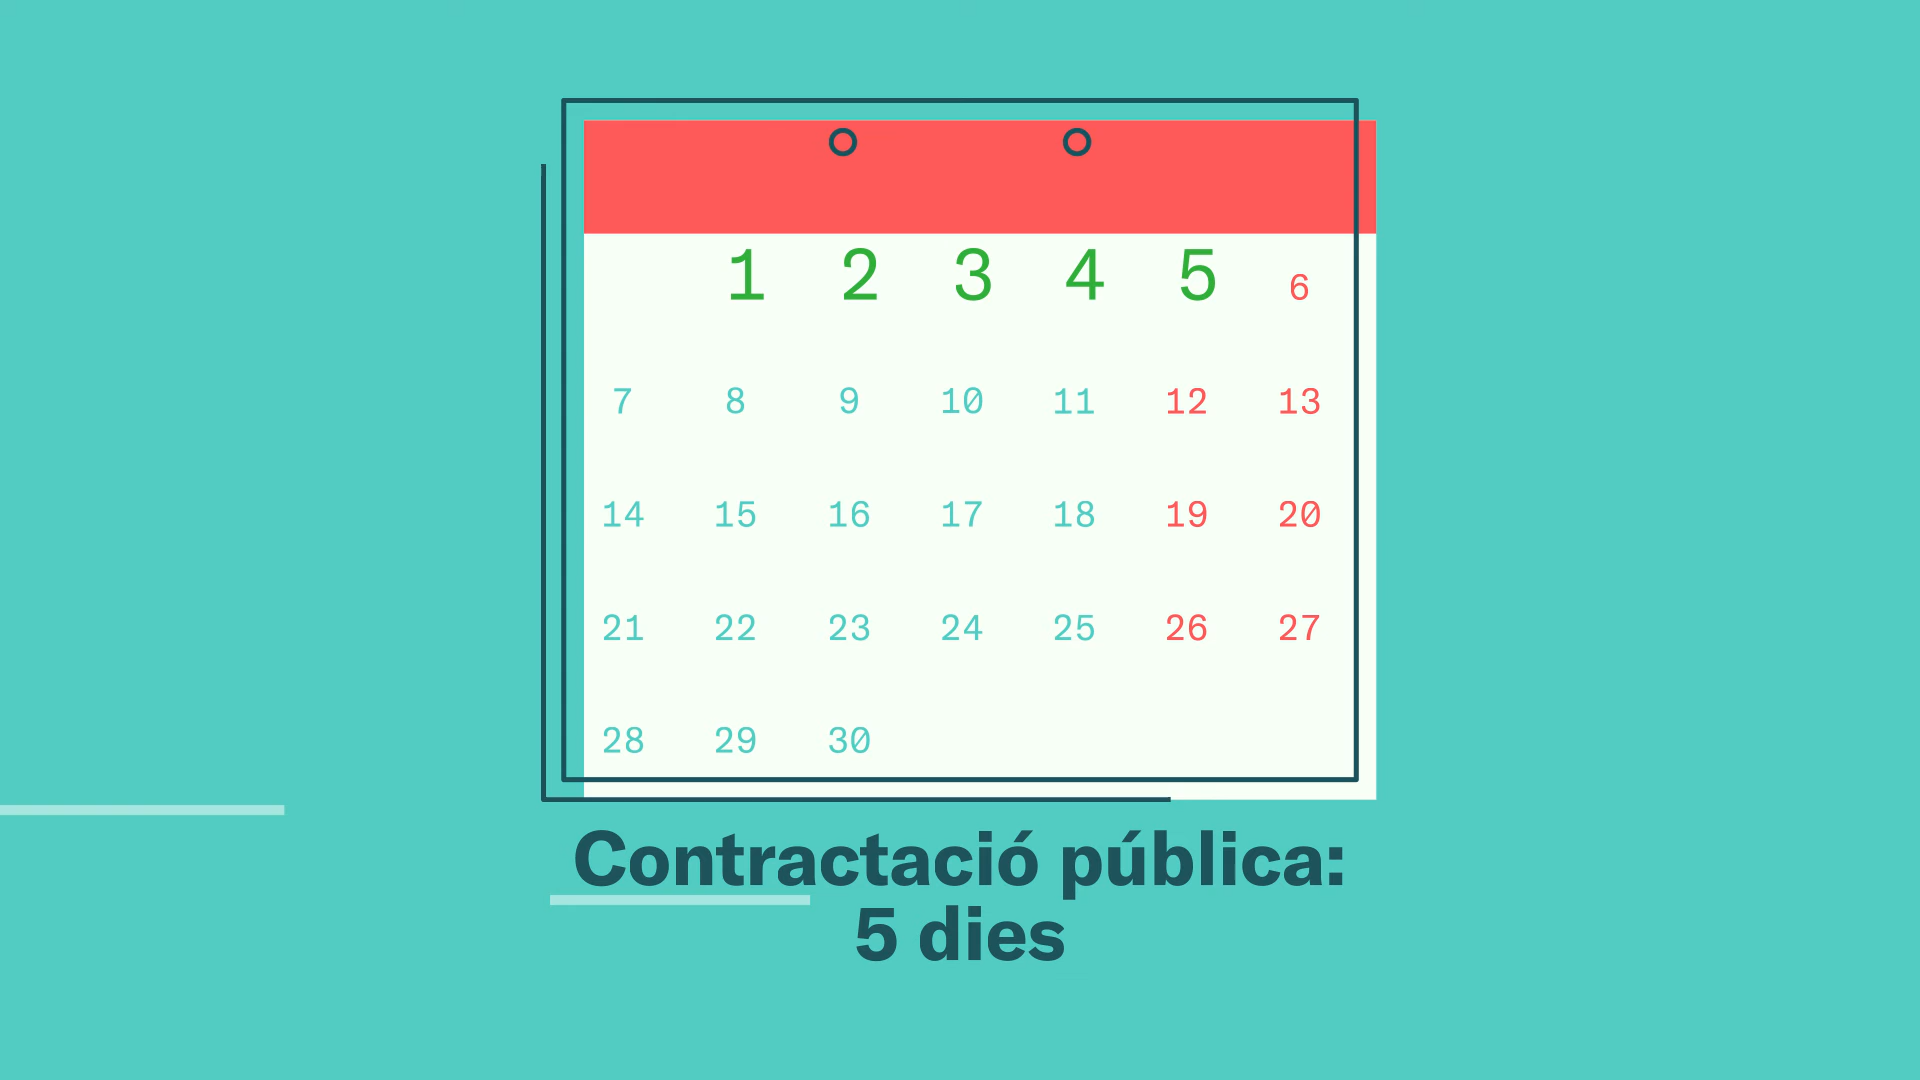 1 2 3 4 5 6
7 8 9 10 11 12 13
14 15 16 17 18 19 20
21 22 23 24 25 26 27
28 29 30
Contractació pública:
5 dies